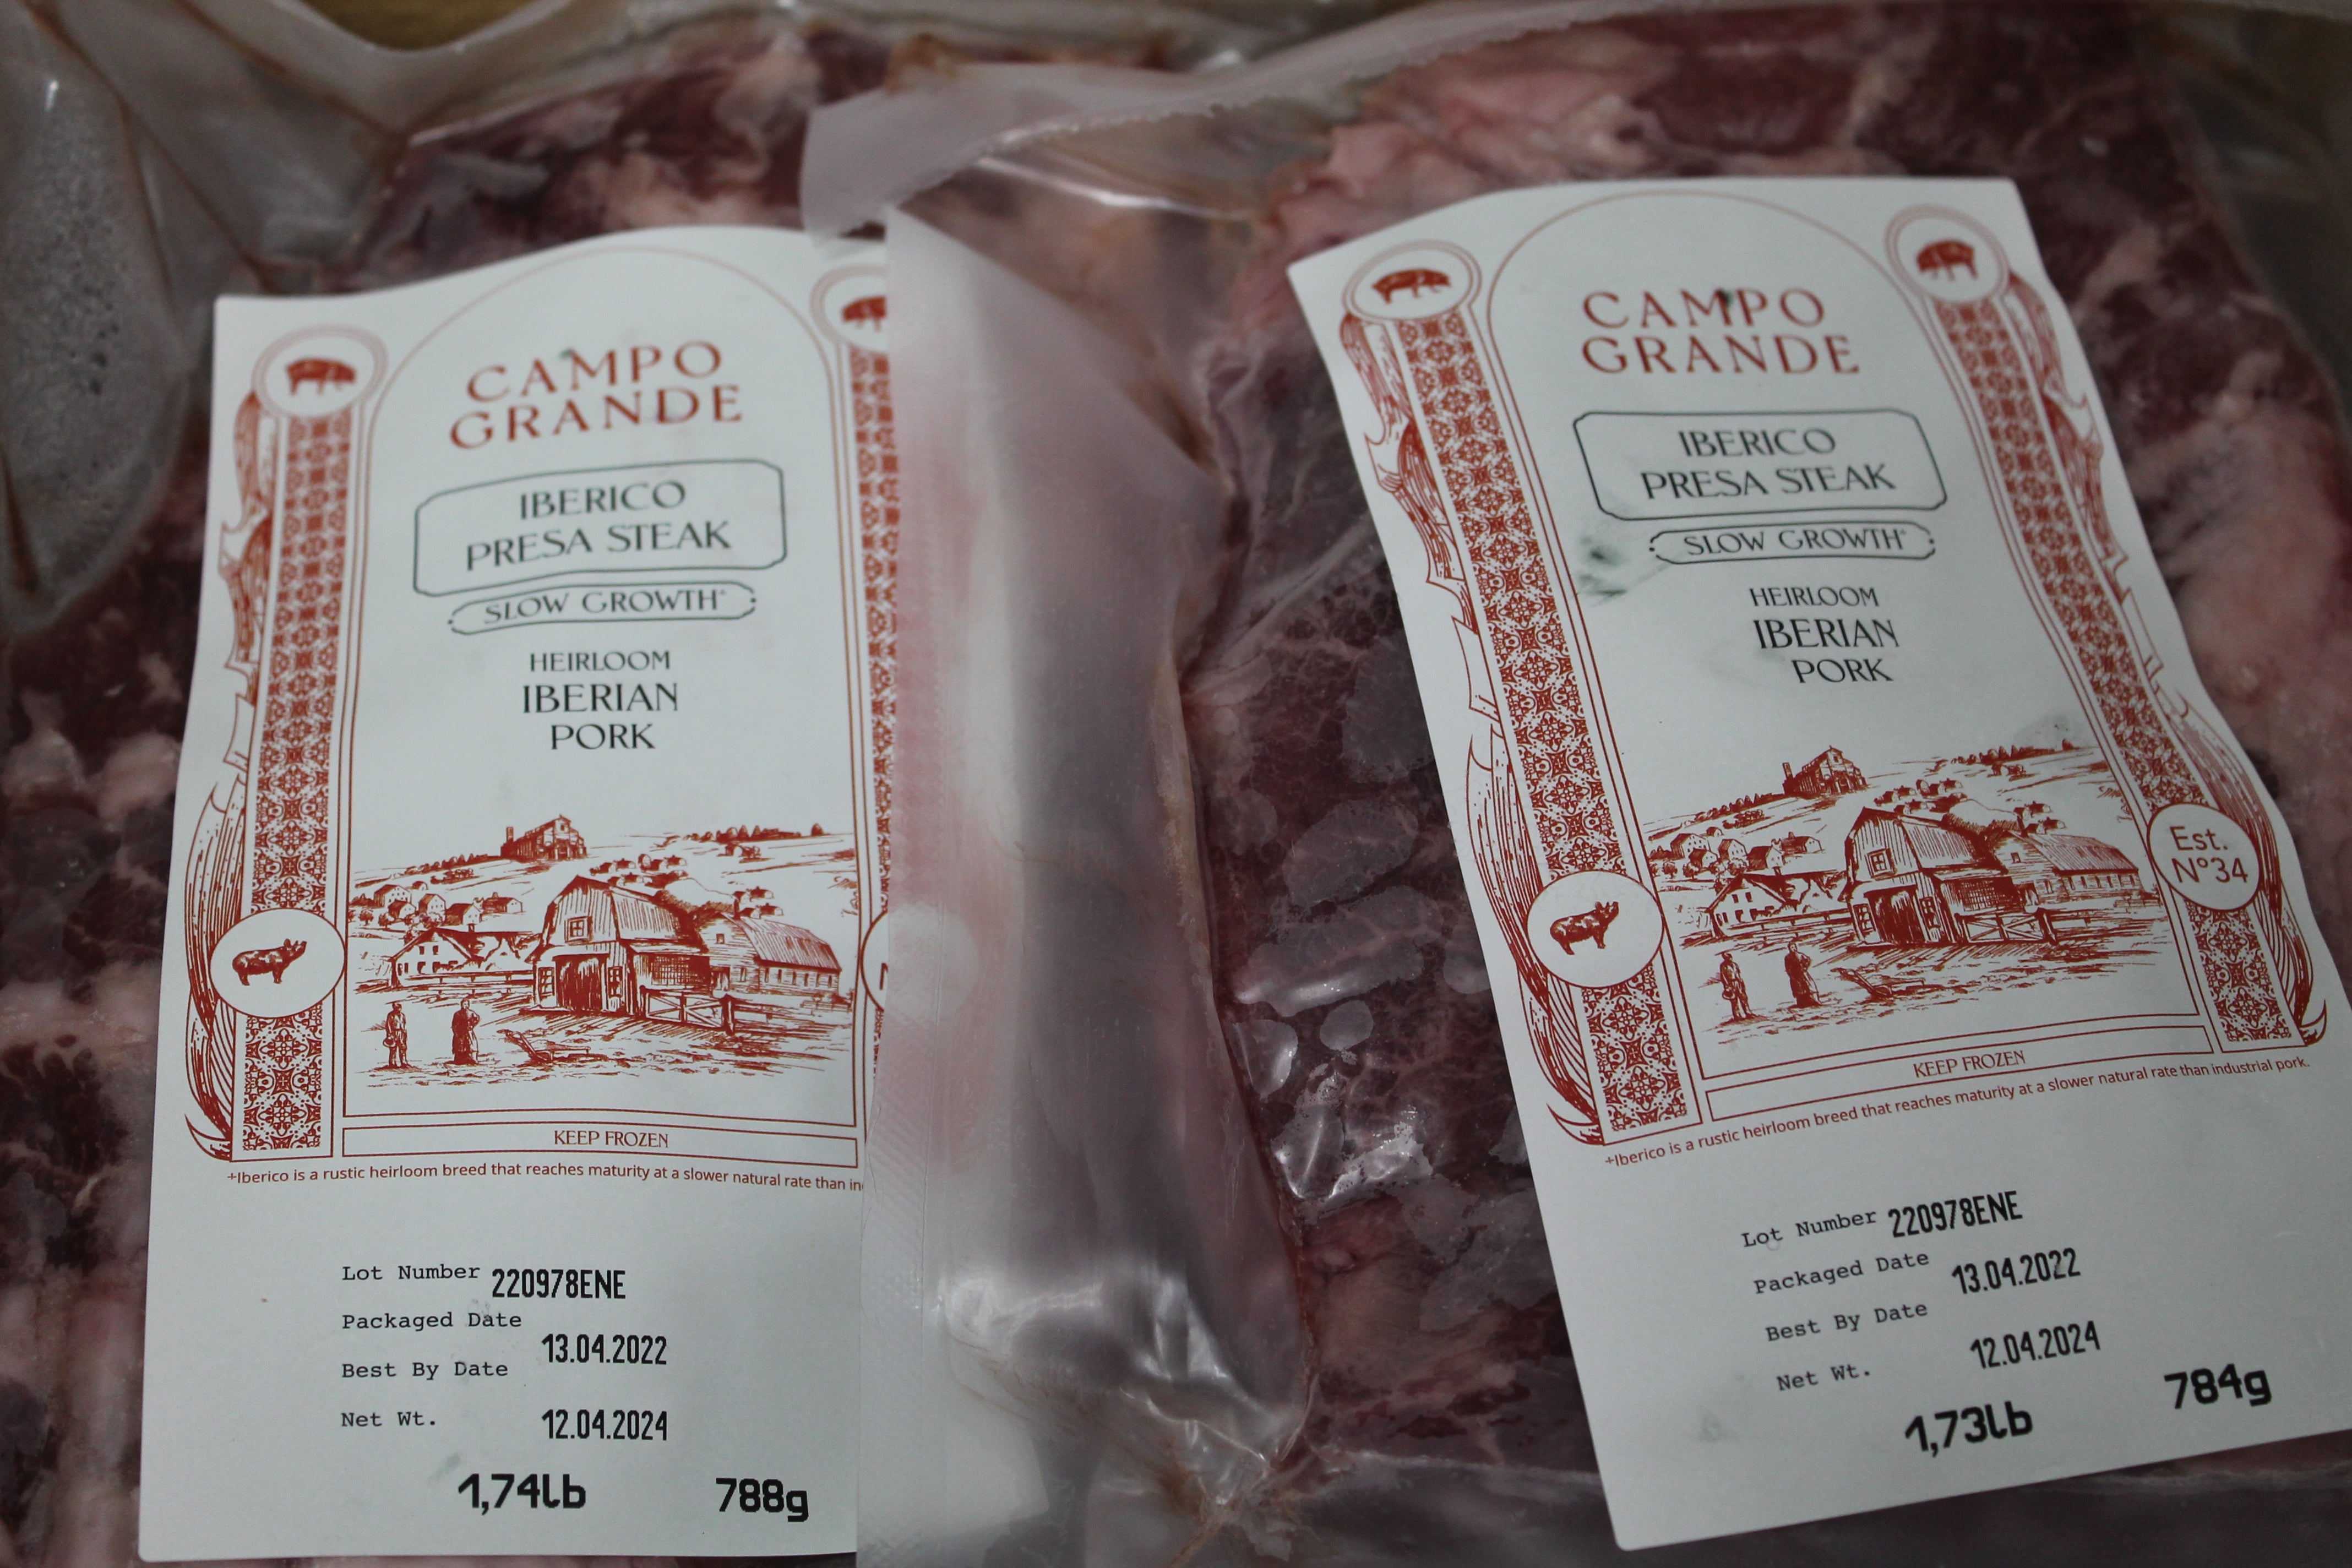 CAMPO
GRANDE
IBERICO
PRESA STEAK
SLOW GROWTH+
HEIRLOOM
IBERIAN
PORK
KEEP FROZEN
+Iberico is a rustic heirloom breed that reaches maturity at a slower natural rate than
Lot Number 220978ENE
Packaged Date
13.04.2022
Best By Date
Net Wt. 12.04.2024
1,74lb 788g
CAMPO
GRANDE
IBERICO
PRESA STEAK
SLOW GROWTH+
HEIRLOOM
IBERIAN
PORK
Est.
Nº34
KEEP FROZEN
+Iberico is a rustic heirloom breed that reaches maturity at a slower natural rate than industrial pork.
Lot Number 220978ENE
Packaged Date 13.04.2022
Best By Date
Net Wt. 12.04.2024
1,73lb 784g